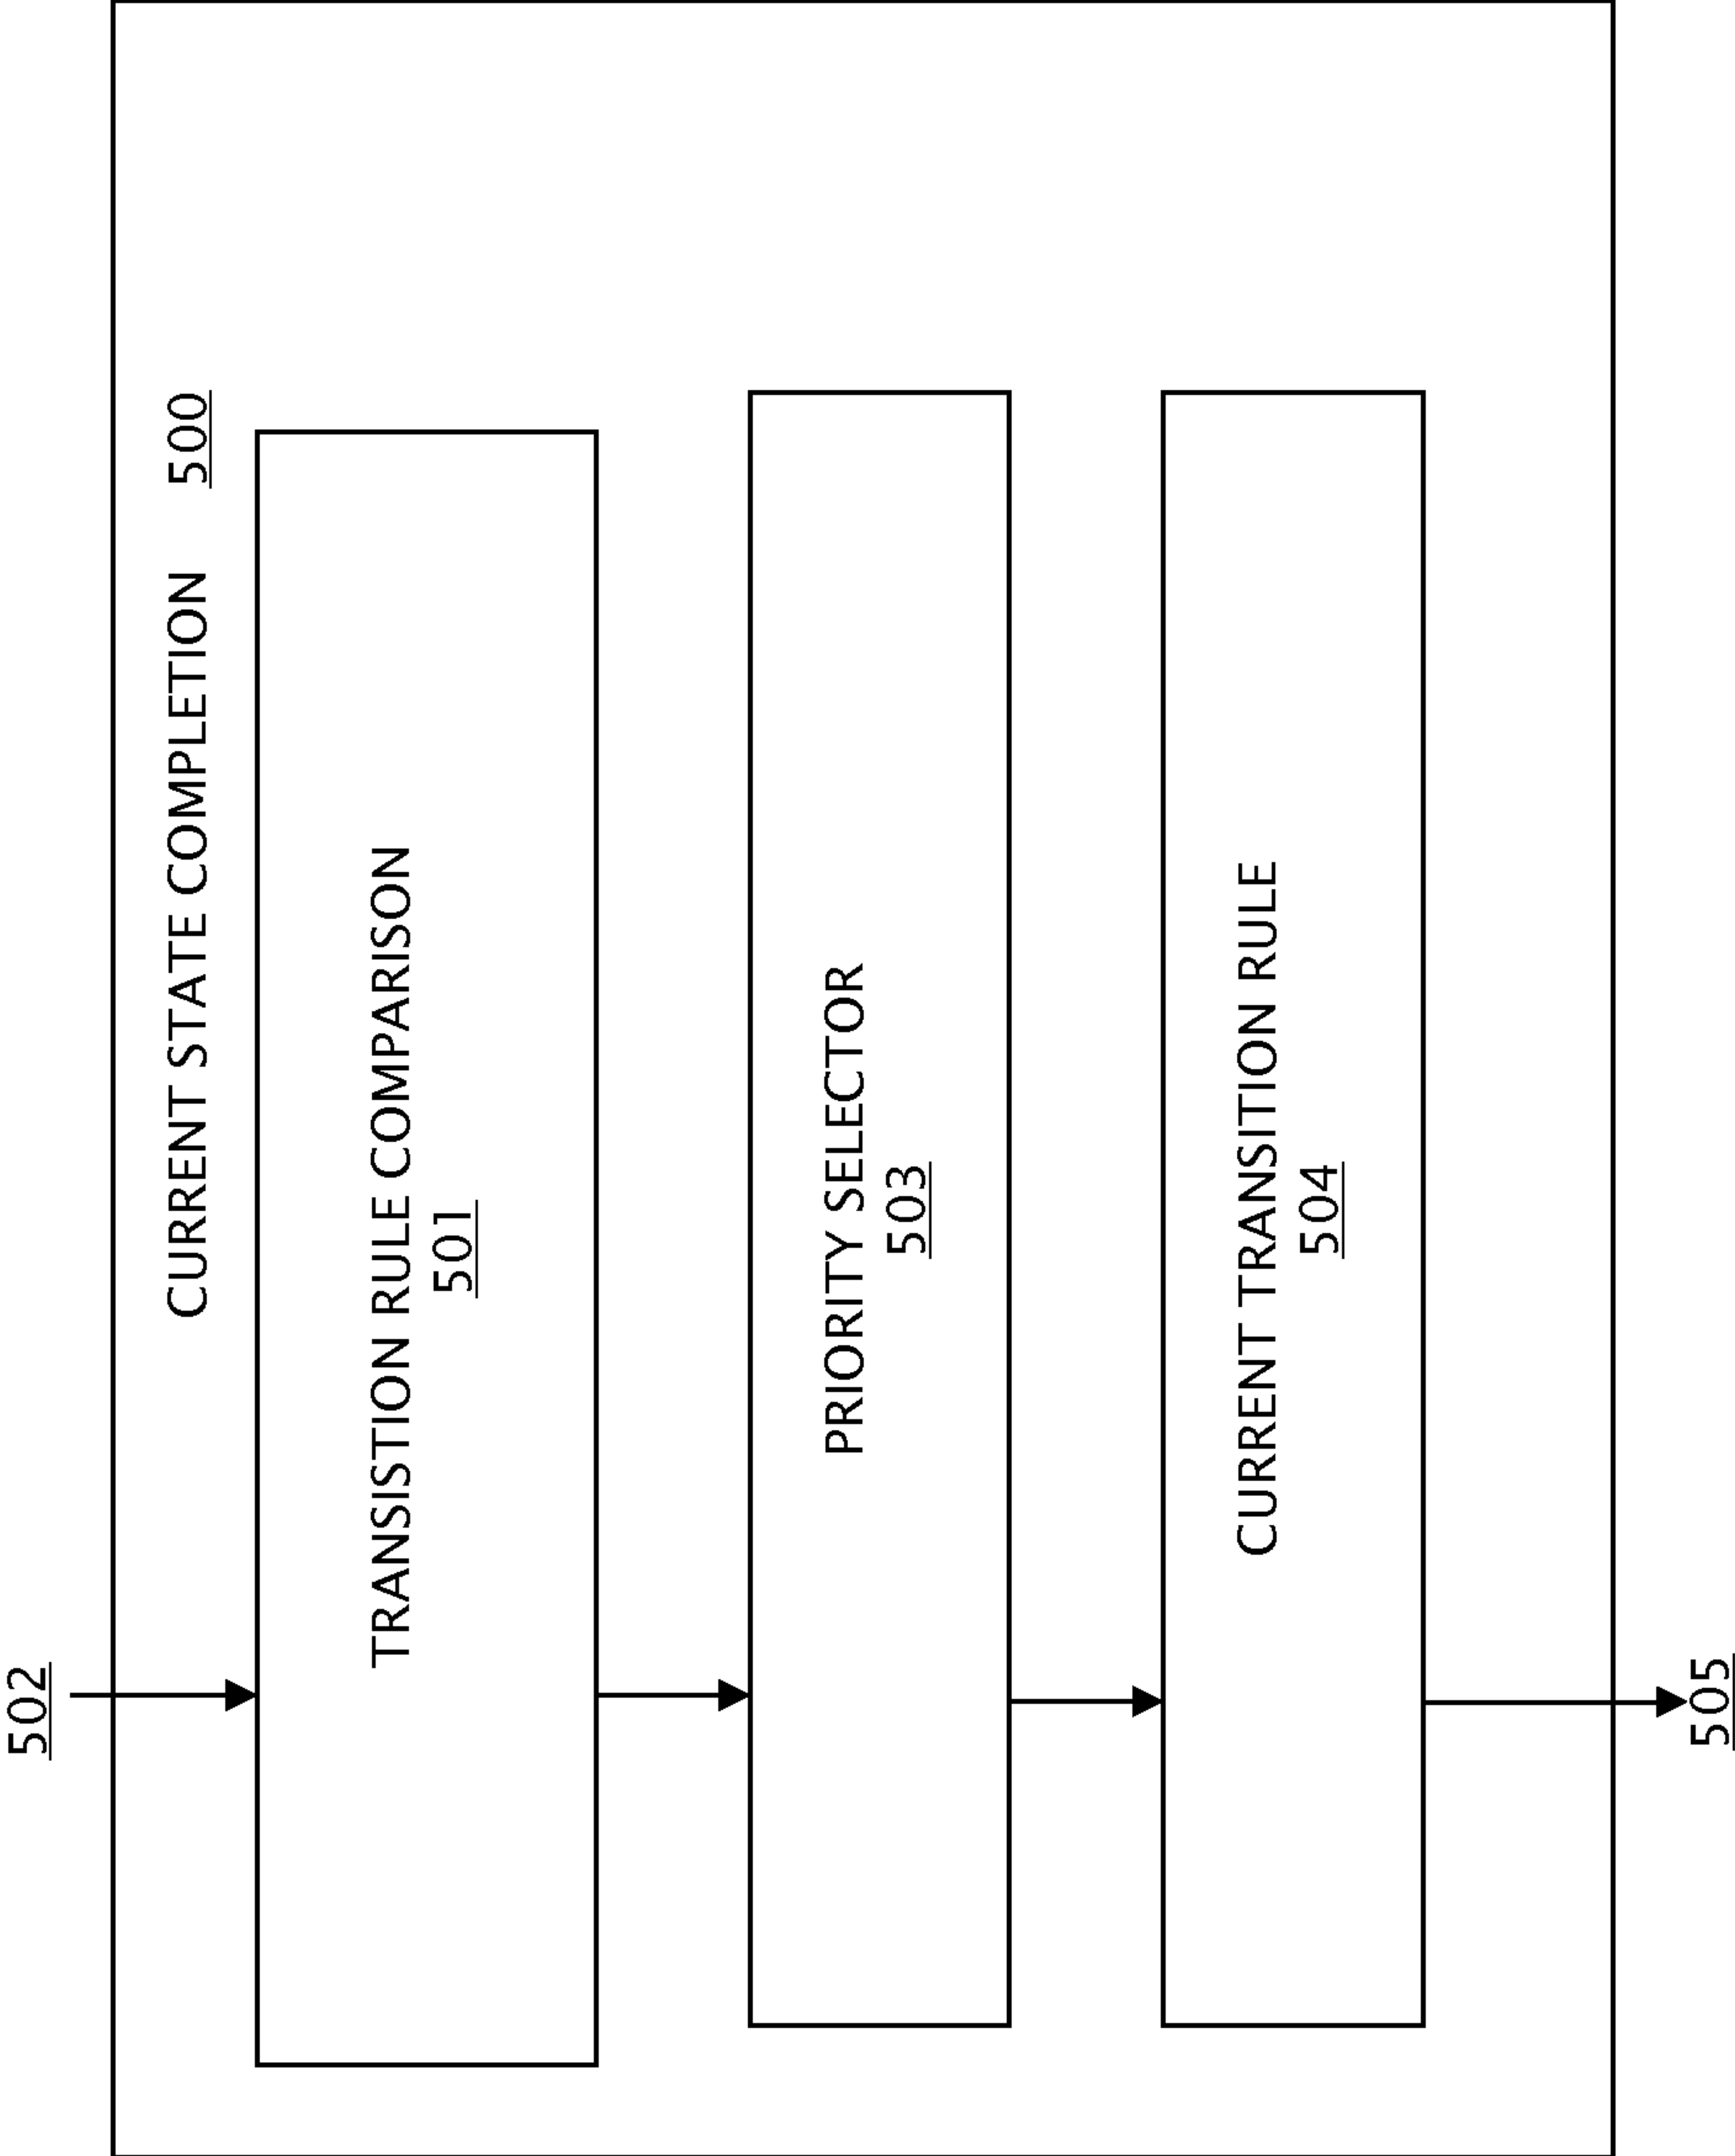 502
CURRENT STATE COMPLETION 500
TRANSISTION RULE COMPARISON
501
PRIORITY SELECTOR
503
CURRENT TRANSITION RULE
504
505